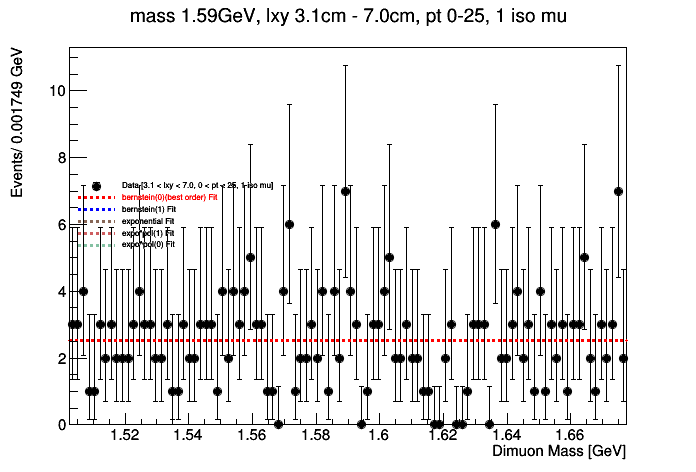 mass 1.59GeV, lxy 3.1cm - 7.0cm, pt 0-25, 1 iso mu
Events/ 0.001749 GeV
10
8
6
4
2
0
Data [3.1 < lxy < 7.0, 0 < pt < 25, 1 iso mu]
bernstein(0)(best order) Fit
bernstein(1) Fit
exponential Fit
expo*pol(1) Fit
expo*pol(0) Fit
1.52 1.54 1.56 1.58 1.6 1.62 1.64 1.66
Dimuon Mass [GeV]